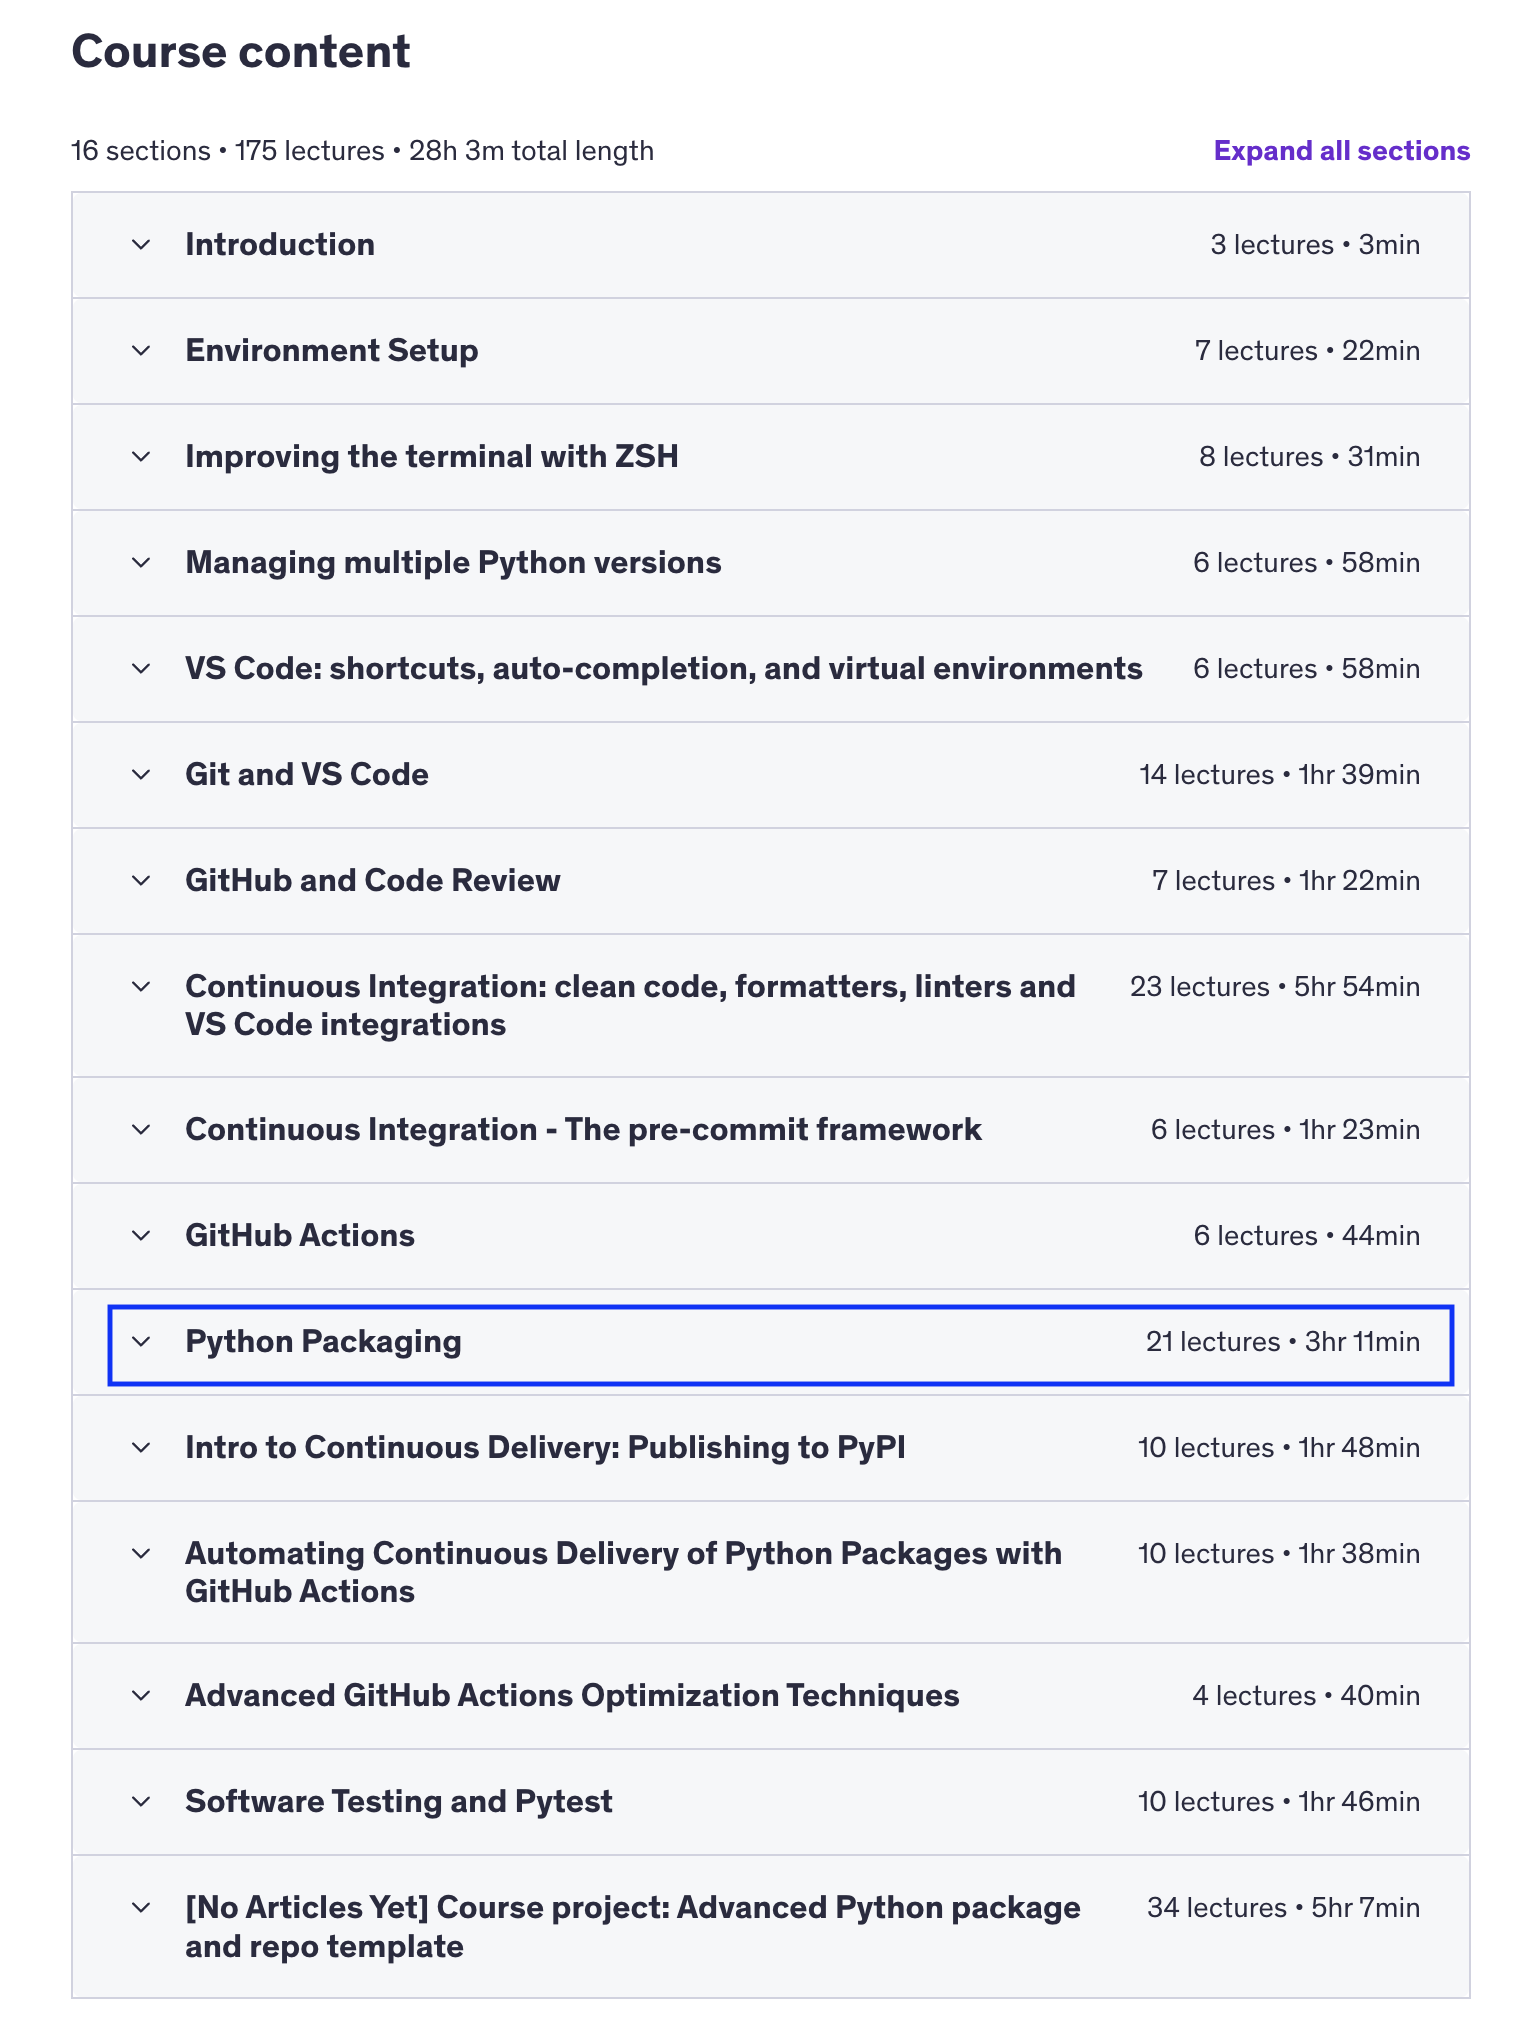 Course content
16 sections • 175 lectures • 28h 3m total length
Expand all sections
Introduction
3 lectures • 3min
Environment Setup
7 lectures • 22min
Improving the terminal with ZSH
8 lectures • 31min
Managing multiple Python versions
6 lectures • 58min
VS Code: shortcuts, auto-completion, and virtual environments
6 lectures • 58min
Git and VS Code
14 lectures • 1hr 39min
GitHub and Code Review
7 lectures • 1hr 22min
Continuous Integration: clean code, formatters, linters and
VS Code integrations
23 lectures • 5hr 54min
Continuous Integration - The pre-commit framework
6 lectures • 1hr 23min
GitHub Actions
6 lectures • 44min
Python Packaging
21 lectures • 3hr 11min
Intro to Continuous Delivery: Publishing to PyPI
10 lectures • 1hr 48min
Automating Continuous Delivery of Python Packages with
GitHub Actions
10 lectures • 1hr 38min
Advanced GitHub Actions Optimization Techniques
4 lectures • 40min
Software Testing and Pytest
10 lectures • 1hr 46min
[No Articles Yet] Course project: Advanced Python package
and repo template
34 lectures • 5hr 7min